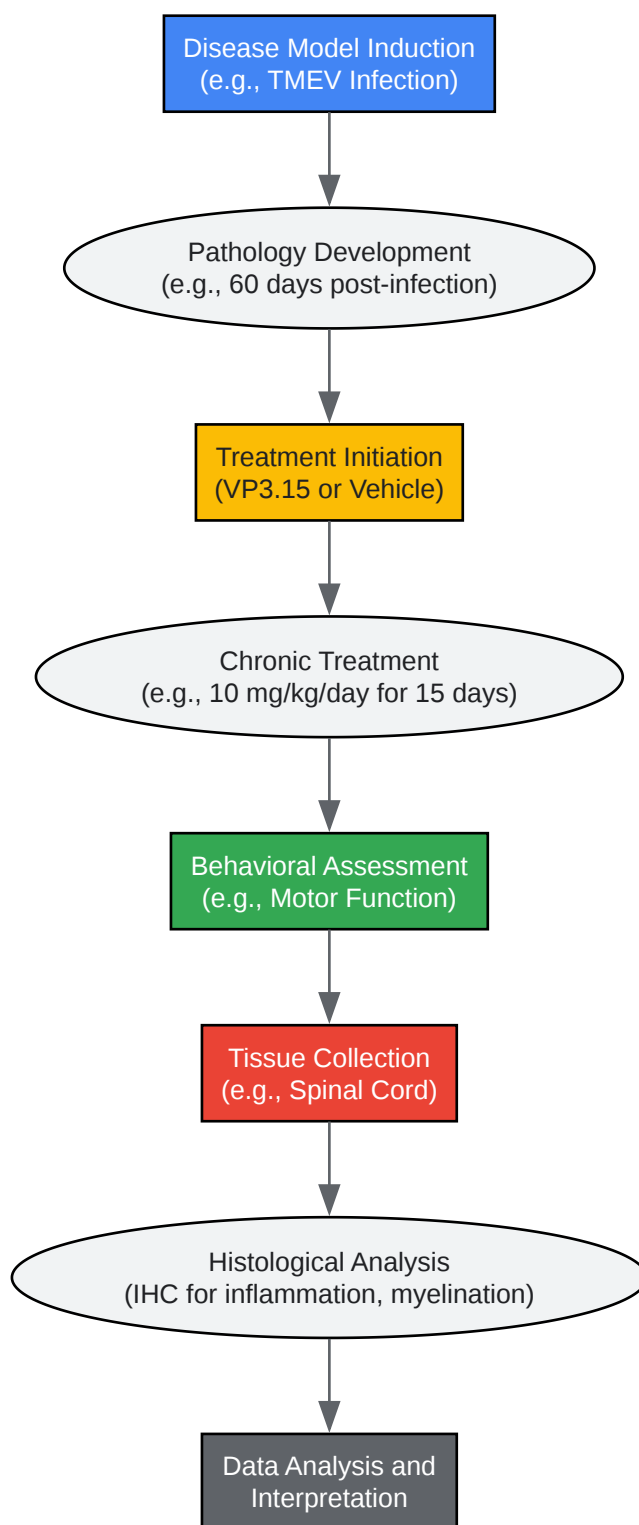 Disease Model Induction
(e.g., TMEV Infection)
Pathology Development
(e.g., 60 days post-infection)
Treatment Initiation
(VP3.15 or Vehicle)
Chronic Treatment
(e.g., 10 mg/kg/day for 15 days)
Behavioral Assessment
(e.g., Motor Function)
Tissue Collection
(e.g., Spinal Cord)
Histological Analysis
(IHC for inflammation, myelination)
Data Analysis and
Interpretation